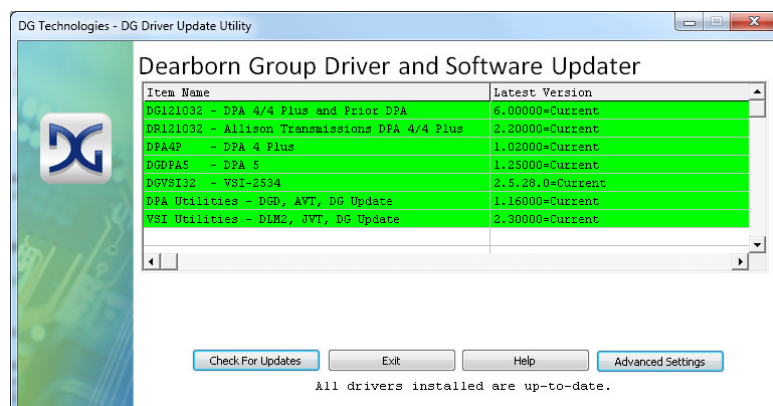 DG Technologies - DG Driver Update Utility
Dearborn Group Driver and Software Updater
Item Name Latest Version
DG121032 - DPA 4/4 Plus and Prior DPA 6.00000=Current
DR121032 - Allison Transmissions DPA 4/4 Plus 2.20000=Current
DPA4P - DPA 4 Plus 1.02000=Current
DGDPA5 - DPA 5 1.25000=Current
DGVSI32 - VSI-2534 2.5.28.0=Current
DPA Utilities - DGD, AVT, DG Update 1.16000=Current
VSI Utilities - DLM2, JVT, DG Update 2.30000=Current
DG
Check For Updates Exit Help Advanced Settings
All drivers installed are up-to-date.